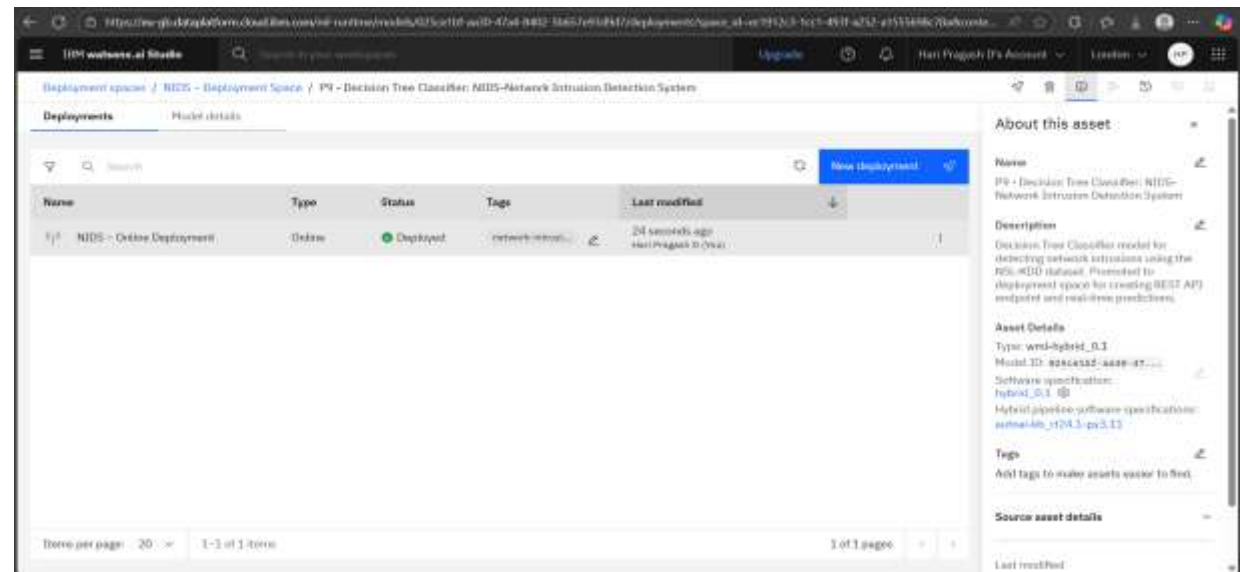 IBM watsonx.ai Studio
Upgrade
Hari Pragash D's Account
London
Deployment spaces / NIDS - Deployment Space / P9 - Decision Tree Classifier: NIDS-Network Intrusion Detection System
Deployments
Model details
Search
New deployment
Name
Type
Status
Tags
Last modified
NIDS - Online Deployment
Online
Deployed
24 seconds ago
Hari Pragash D (You)
Items per page: 20
1-1 of 1 items
1 of 1 pages
About this asset
Name
P9 - Decision Tree Classifier: NIDS-
Network Intrusion Detection System
Description
Decision Tree Classifier model for
detecting network intrusions using the
NSL-KDD dataset. Promoted to
deployment space for creating REST API
endpoint and real-time predictions.
Asset Details
Type: wml-hybrid_0.1
Model ID:
Software specification:
hybrid_0.1
Hybrid pipeline software specifications:
autoai-kb_rt24.1-py3.11
Tags
Add tags to make assets easier to find.
Source asset details
Last modified